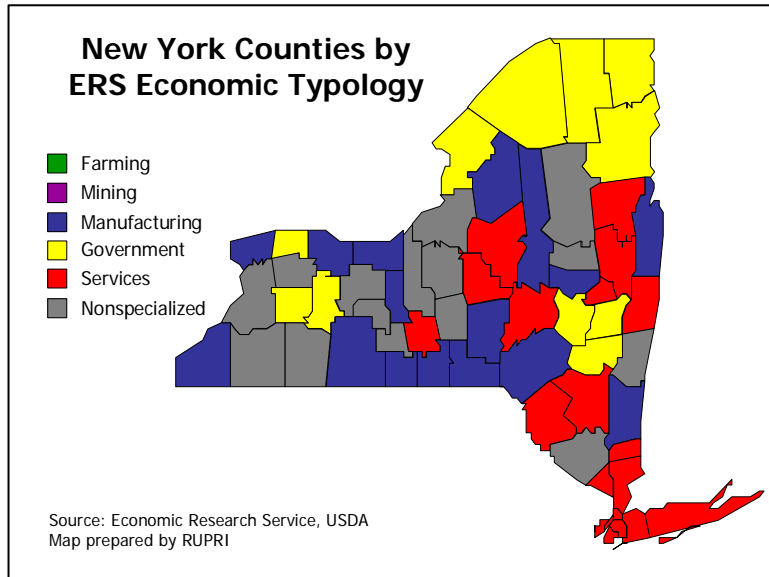 New York Counties by
ERS Economic Typology
Farming
Mining
Manufacturing
Government
Services
Nonspecialized
Source: Economic Research Service, USDA
Map prepared by RUPRI